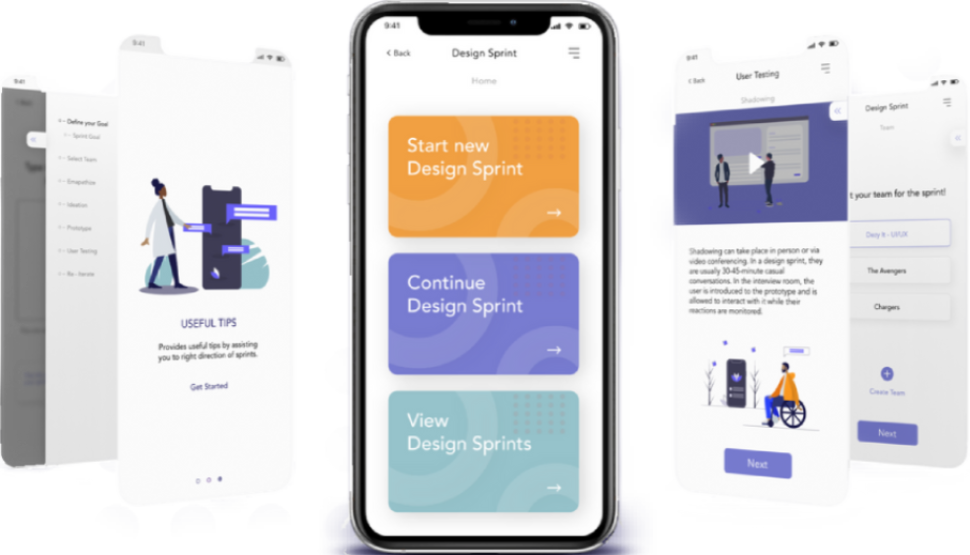 9:41
Define your Goal
Sprint Goal
Select Team
Empathize
Ideation
Prototype
User Testing
Re - Iterate
9:41
USEFUL TIPS
Provides useful tips by assisting
you to right direction of sprints.
Get Started
9:41
< Back
Design Sprint
Home
Start new
Design Sprint
→
Continue
Design Sprint
→
View
Design Sprints
→
9:41
< Back
User Testing
Shadowing
Shadowing can take place in person or via
video conferencing. In a design sprint, they
are usually 30-45-minute casual
conversations. In the interview room, the
user is introduced to the prototype and is
allowed to interact with it while their
reactions are monitored.
Next
Design Sprint
Team
t your team for the sprint!
The Avengers
Chargers
Create Team
Next